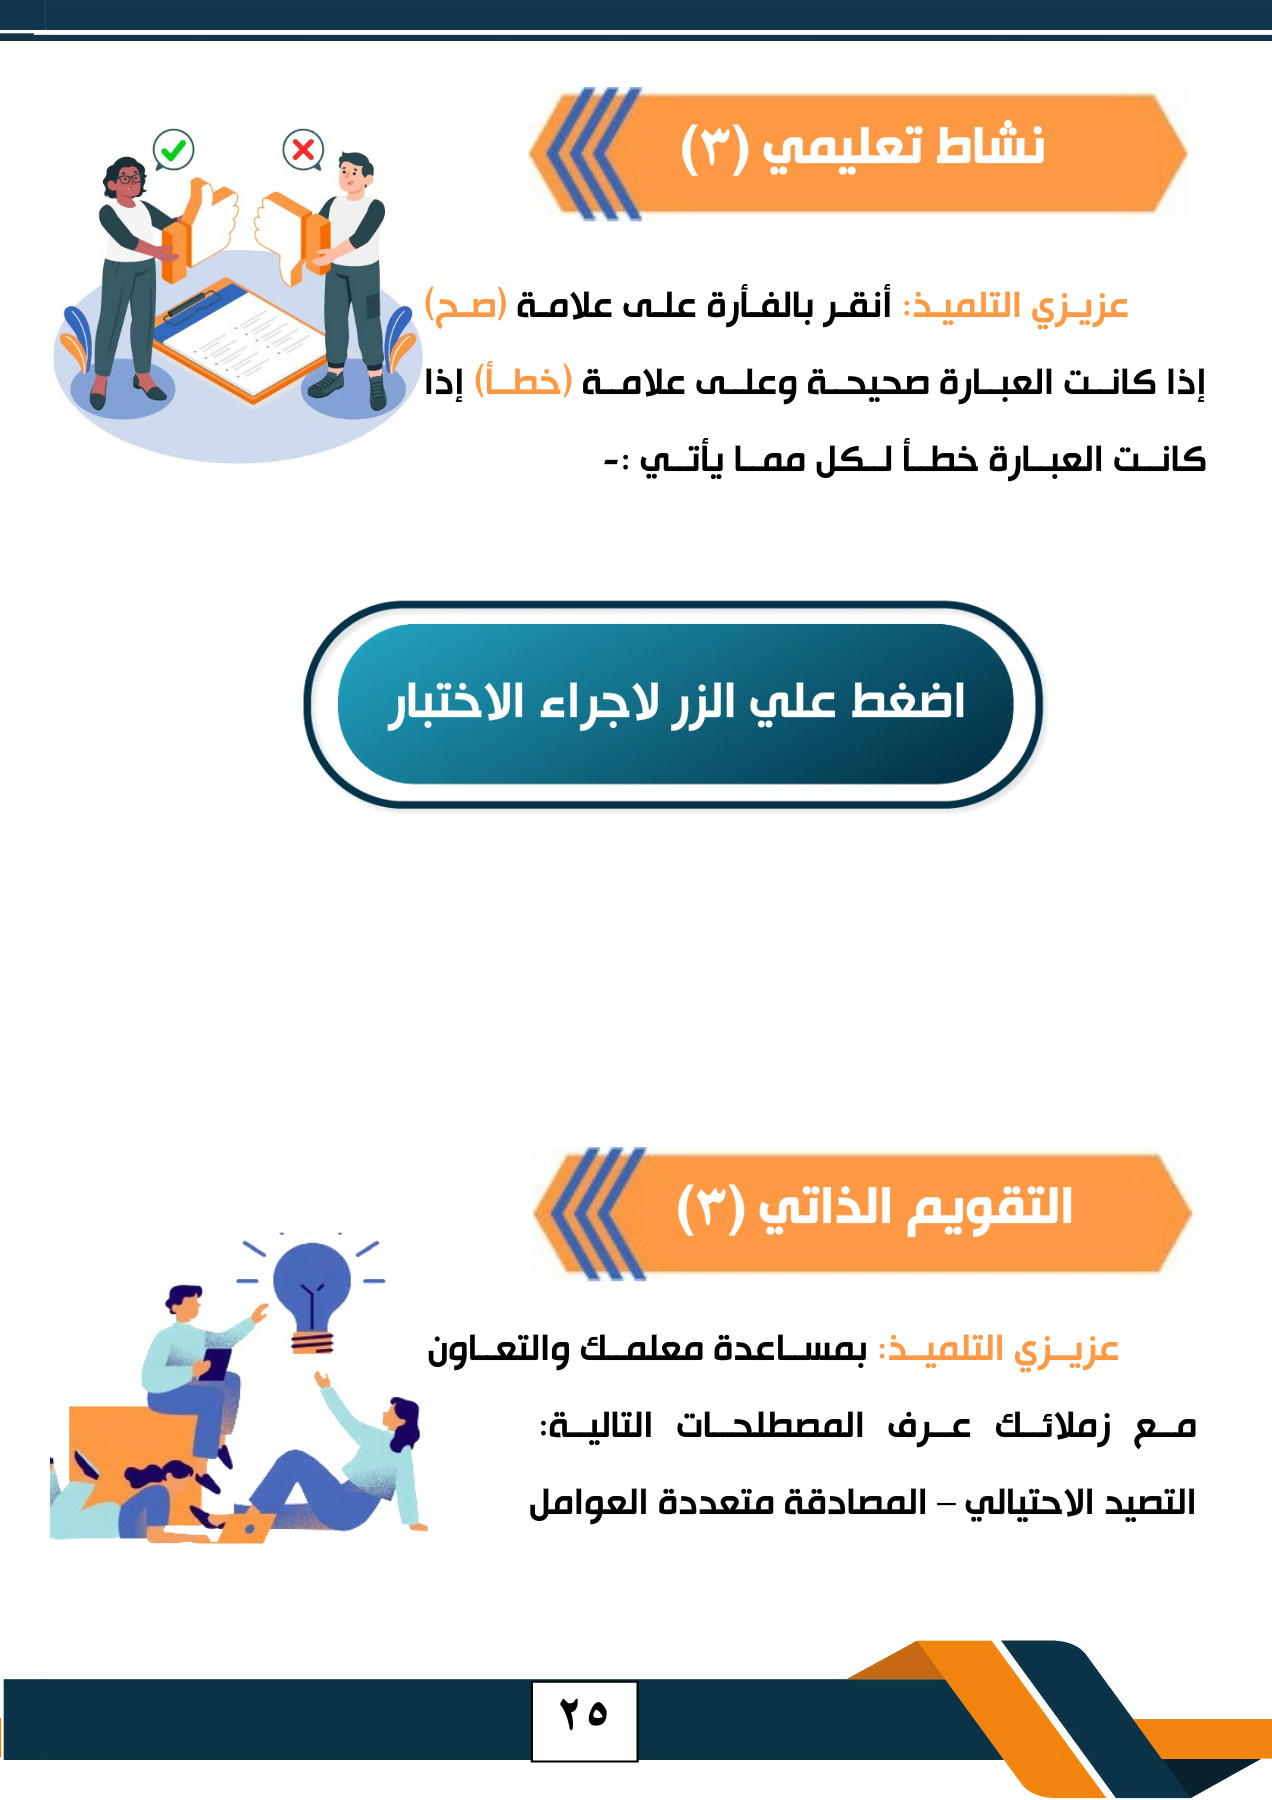 نشاط تعليمي (٣)
عزيزي التلميذ: أنقر بالفأرة على علامة (صح)
إذا كانت العبارة صحيحة وعلى علامة (خطأ) إذا
كانت العبارة خطأ لكل مما يأتي :-
اضغط علي الزر لاجراء الاختبار
التقويم الذاتي (٣)
عزيزي التلميذ: بمساعدة معلمك والتعاون
مع زملائك عرف المصطلحات التالية:
التصيد الاحتيالي – المصادقة متعددة العوامل
٢٥